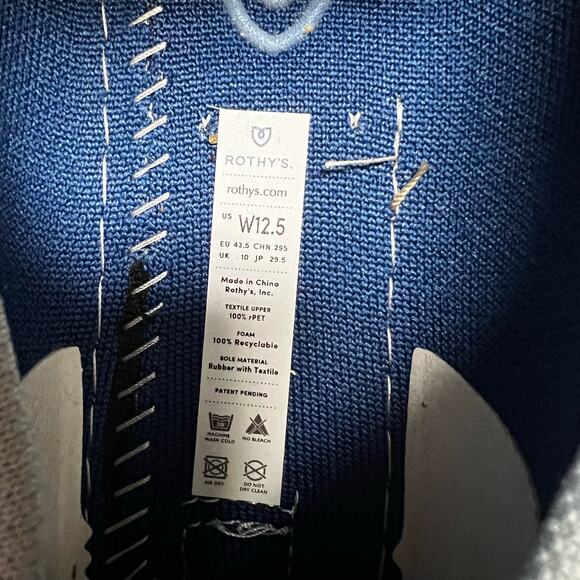 ROTHY'S.
rothys.com
US W12.5
EU 43.5 CHN 295
UK 10 JP 29.5
Made in China
Rothy's, Inc.
TEXTILE UPPER
100% rPET
FOAM
100% Recyclable
SOLE MATERIAL
Rubber with Textile
PATENT PENDING
30
MACHINE WASH COLD
NO BLEACH
AIR DRY
DO NOT DRY CLEAN